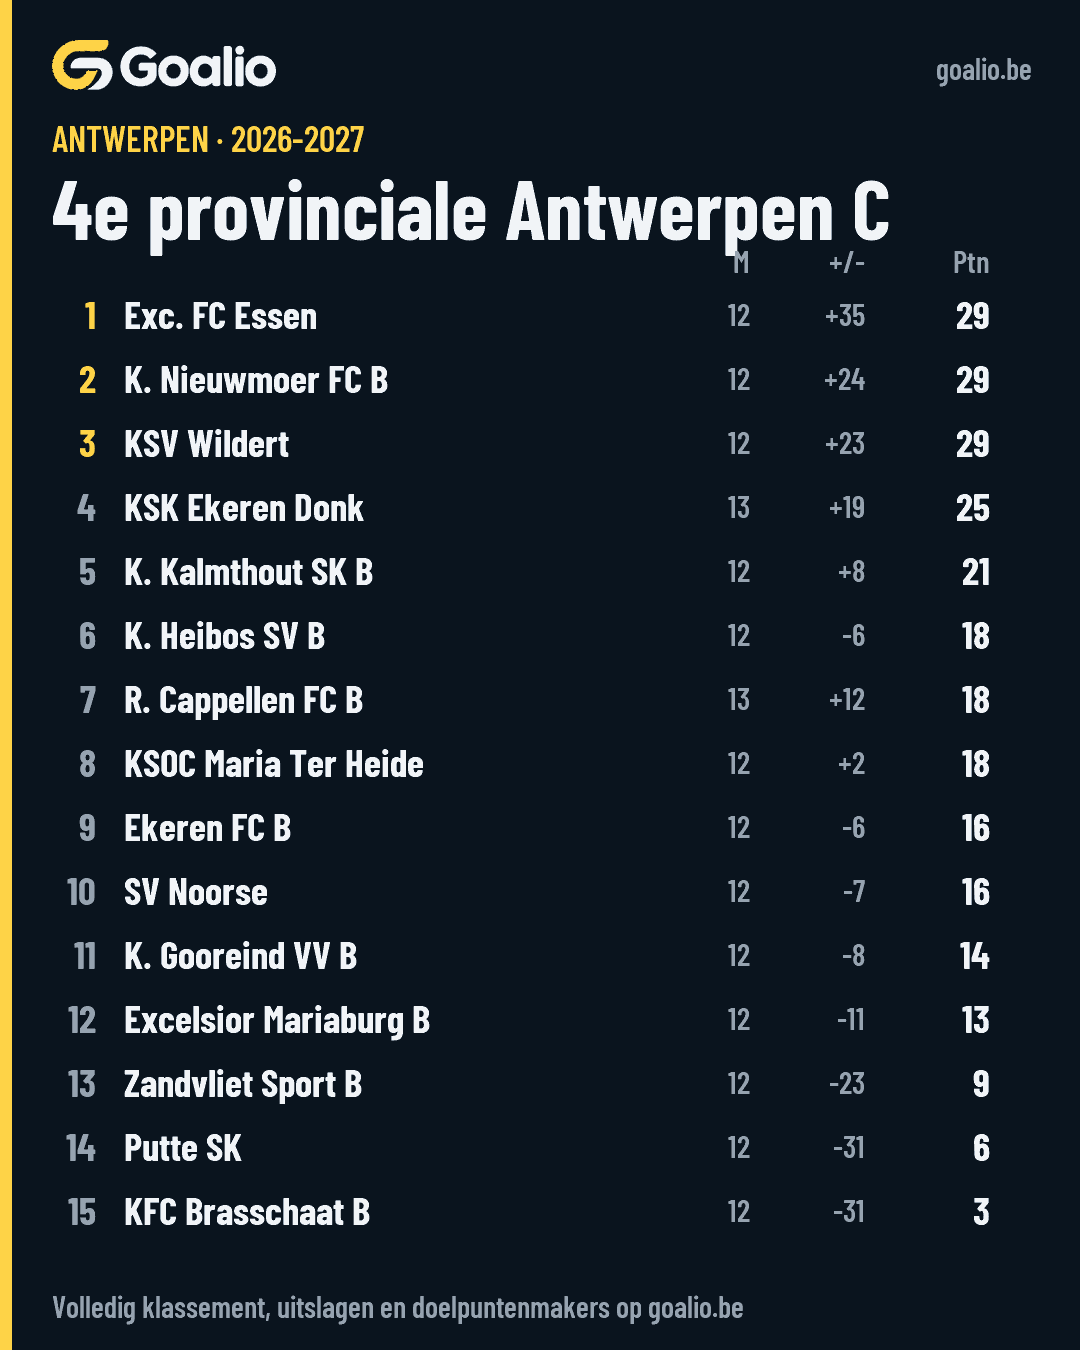 Goalio
goalio.be
ANTWERPEN · 2026-2027
4e provinciale Antwerpen C
M +/- Ptn
1 Exc. FC Essen 12 +35 29
2 K. Nieuwmoer FC B 12 +24 29
3 KSV Wildert 12 +23 29
4 KSK Ekeren Donk 13 +19 25
5 K. Kalmthout SK B 12 +8 21
6 K. Heibos SV B 12 -6 18
7 R. Cappellen FC B 13 +12 18
8 KSOC Maria Ter Heide 12 +2 18
9 Ekeren FC B 12 -6 16
10 SV Noorse 12 -7 16
11 K. Gooreind VV B 12 -8 14
12 Excelsior Mariaburg B 12 -11 13
13 Zandvliet Sport B 12 -23 9
14 Putte SK 12 -31 6
15 KFC Brasschaat B 12 -31 3
Volledig klassement, uitslagen en doelpuntenmakers op goalio.be